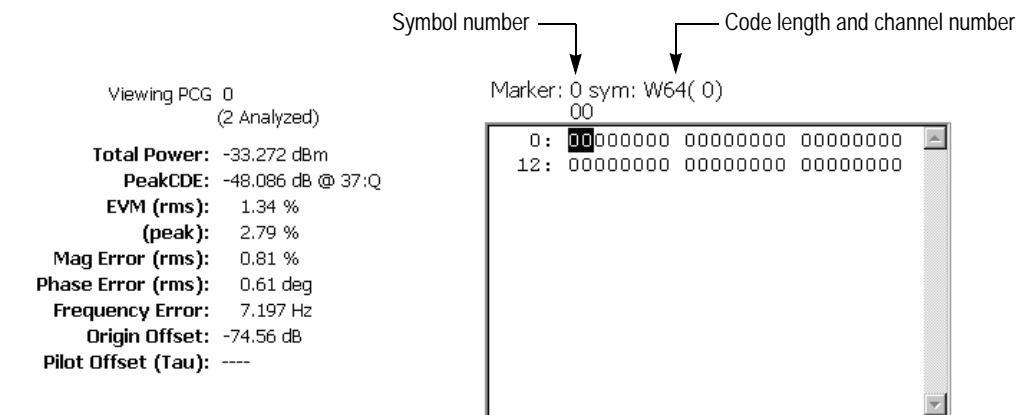 Symbol number
Code length and channel number
Viewing PCG 0
(2 Analyzed)
Total Power: -33.272 dBm
PeakCDE: -48.086 dB @ 37:Q
EVM (rms): 1.34 %
(peak): 2.79 %
Mag Error (rms): 0.81 %
Phase Error (rms): 0.61 deg
Frequency Error: 7.197 Hz
Origin Offset: -74.56 dB
Pilot Offset (Tau): ----
Marker: 0 sym: W64( 0)
00
0: 00000000 00000000 00000000
12: 00000000 00000000 00000000